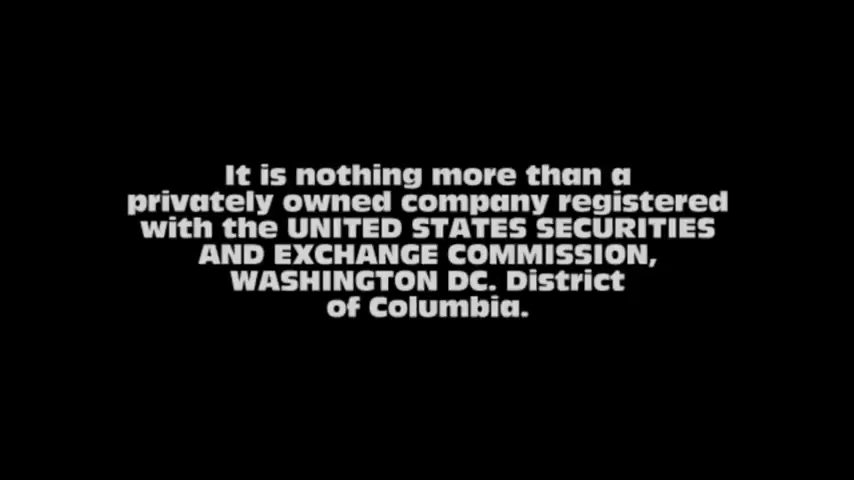 It is nothing more than a
privately owned company registered
with the UNITED STATES SECURITIES
AND EXCHANGE COMMISSION,
WASHINGTON DC. District
of Columbia.